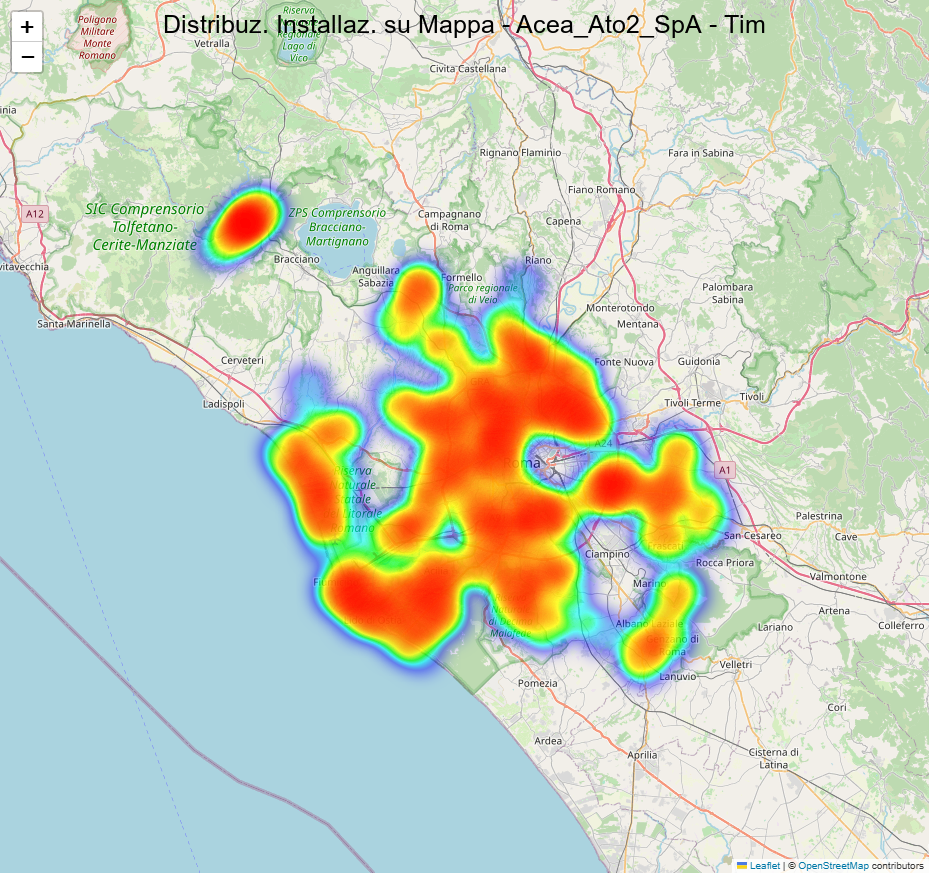 Distribuz. Installaz. su Mappa - Acea_Ato2_SpA - Tim
+
−
Poligono
Militare
Monte
Romano
Riserva
Regionale
Lago di
Vico
Vetralla
Civita Castellana
Rignano Flaminio
Fara in Sabina
Fiano Romano
A12
SIC Comprensorio
Tolfetano-
Cerite-Manziate
ZPS Comprensorio
Bracciano-
Martignano
Campagnano
di Roma
Capena
Bracciano
Anguillara
Sabazia
Formello
Parco regionale
di Veio
Riano
Palombara
Sabina
Monterotondo
Mentana
Santa Marinella
Cerveteri
Fonte Nuova
Guidonia
Ladispoli
Tivoli Terme
Tivoli
A24
Roma
A1
Riserva
Naturale
Statale
Litorale
Romano
Palestrina
San Cesareo
Cave
Ciampino
Frascati
Rocca Priora
Marino
Valmontone
Artena
Colleferro
di Decima
Malafede
Albano Laziale
Lariano
di
Roma
Velletri
Lanuvio
Pomezia
Cori
Ardea
Aprilia
Cisterna di
Latina
Leaflet | © OpenStreetMap contributors